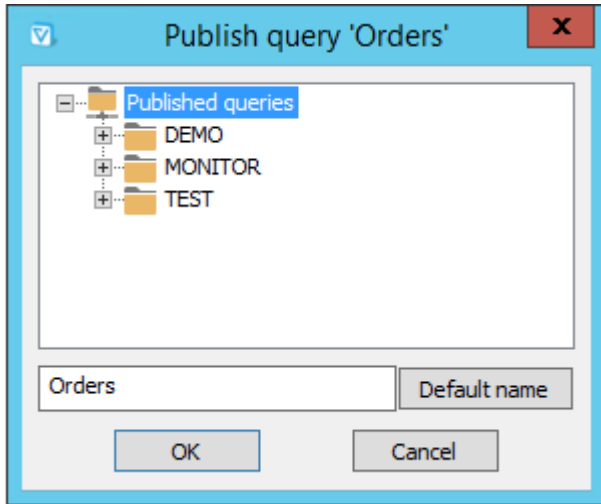 Publish query 'Orders'
x
Published queries
DEMO
MONITOR
TEST
Orders
Default name
OK
Cancel